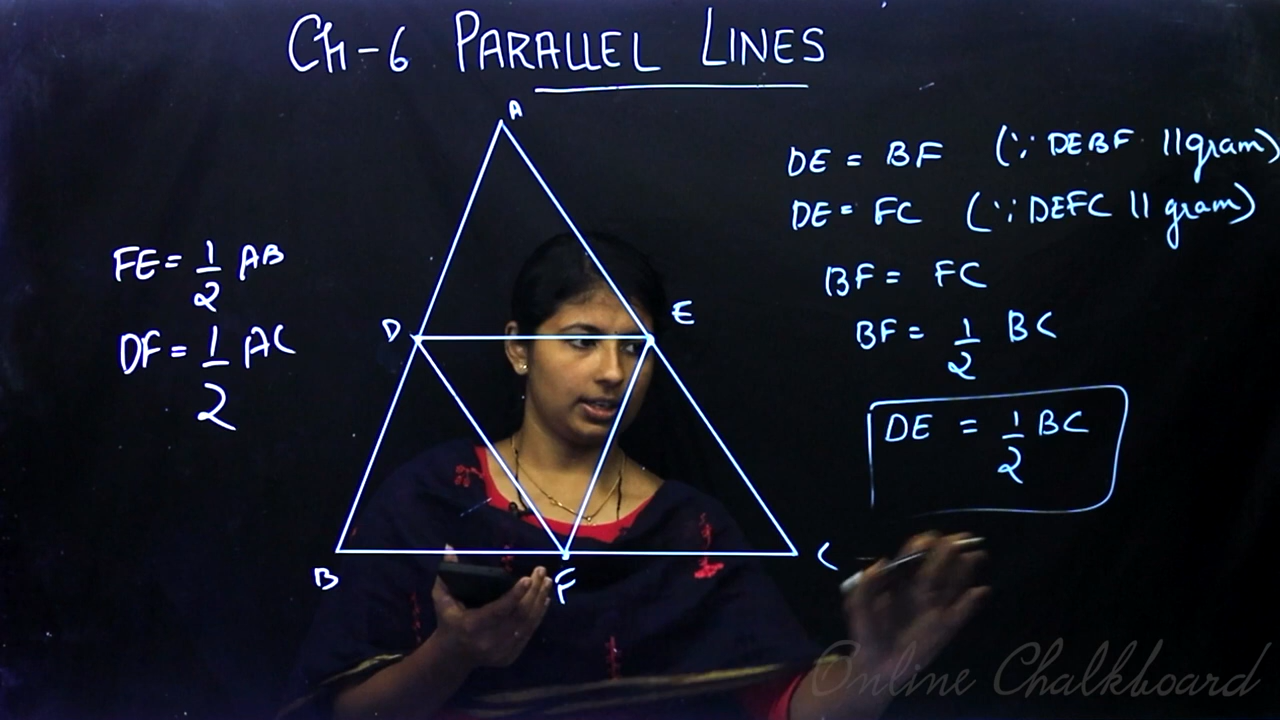 Ch-6 PARALLEL LINES
A
DE = BF (∵ DEBF ||gram)
DE = FC (∵ DEFC || gram)
FE = 1/2 AB
BF = FC
D
E
DF = 1/2 AC
BF = 1/2 BC
DE = 1/2 BC
B
F
C
Online Chalkboard